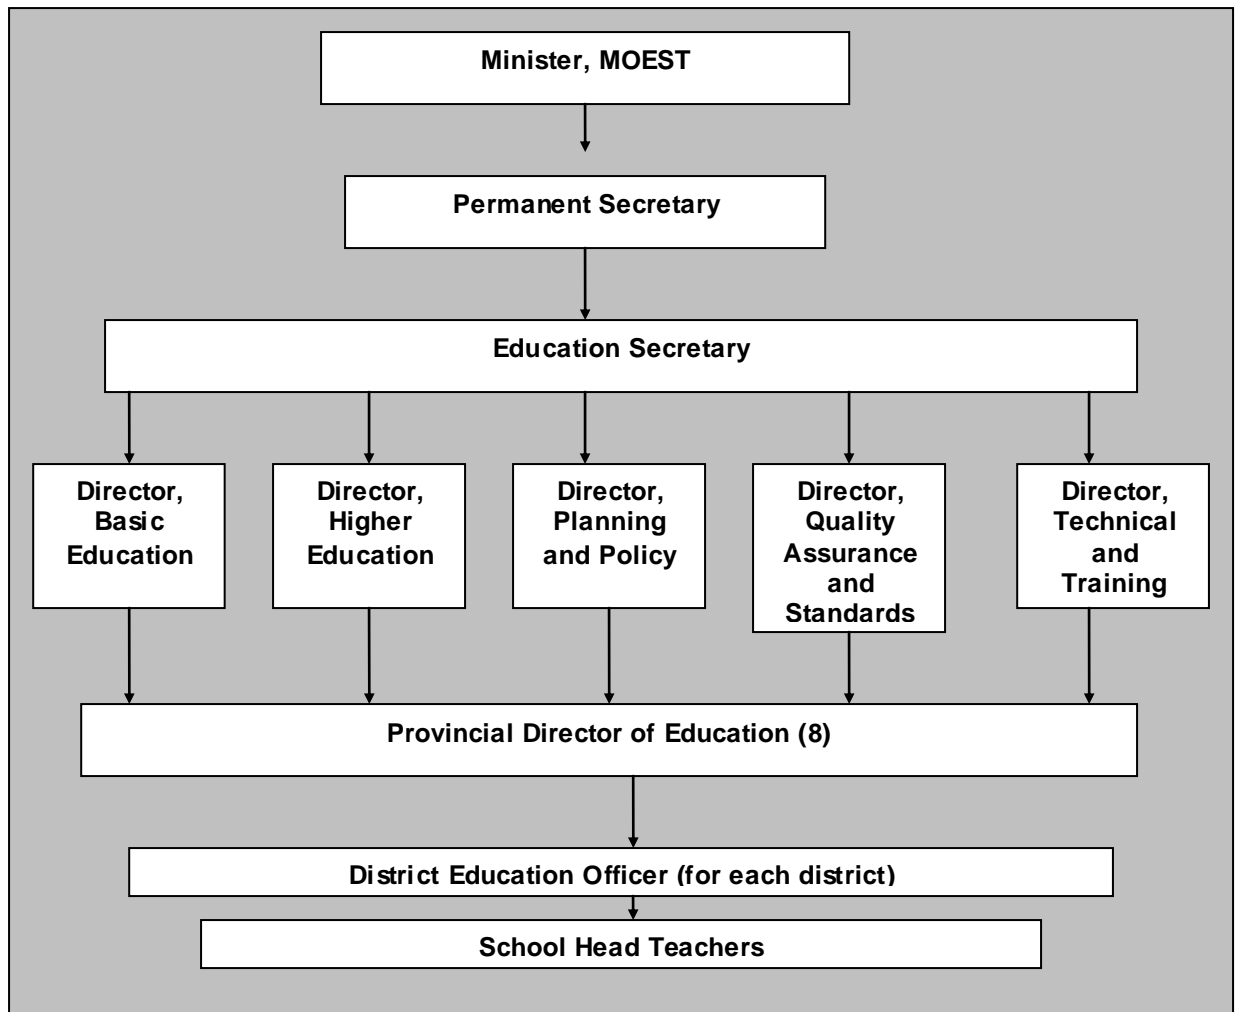 Minister, MOEST
Permanent Secretary
Education Secretary
Director,
Basic
Education
Director,
Higher
Education
Director,
Planning
and Policy
Director,
Quality
Assurance
and
Standards
Director,
Technical
and
Training
Provincial Director of Education (8)
District Education Officer (for each district)
School Head Teachers